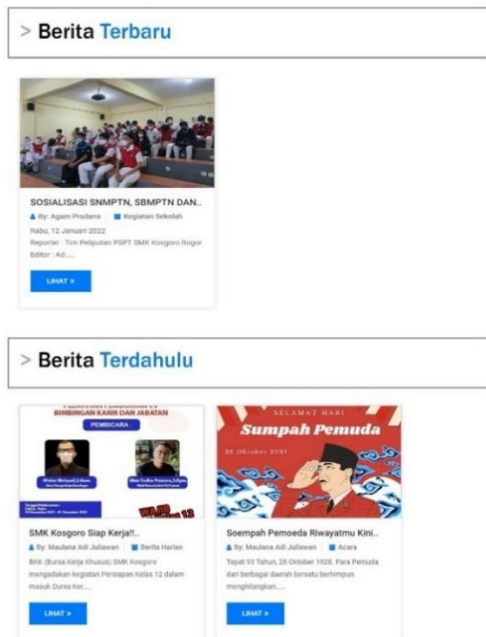 > Berita Terbaru
SOSIALISASI SNMPTN, SBMPTN DAN..
By: Agam Pradana
Kegiatan Sekolah
Rabu, 12 Januari 2022
Reporter : Tim Peliputan PSPT SMK Kosgoro Bogor
Editor : Ad.....
LIHAT >
> Berita Terdahulu
BIMBINGAN KARIR DAN JABATAN
PEMBICARA :
WAJIB
12
SMK Kosgoro Siap Kerja!!..
By: Maulana Adi Juliawan
Berita Harian
BKK (Bursa Kerja Khusus) SMK Kosgoro
mengadakan kegiatan Persiapan Kelas 12 dalam
masuk Dunia Ker.....
LIHAT >
SELAMAT HARI
Sumpah Pemuda
28 Oktober 2021
Soempah Pemoeda Riwayatmu Kini..
By: Maulana Adi Juliawan
Acara
Tepat 93 Tahun, 28 Oktober 1928. Para Pemuda
dari berbagai daerah bersatu berhimpun
menghilangkan.....
LIHAT >